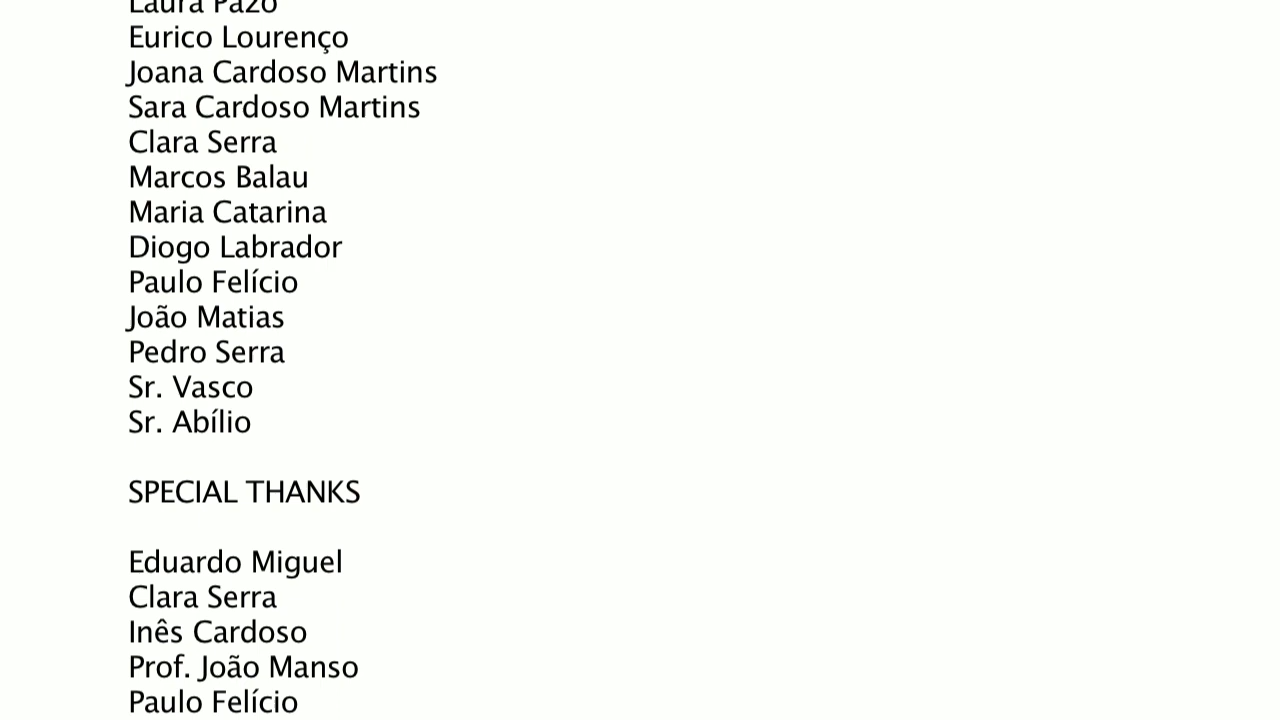 Laura Pazo
Eurico Lourenço
Joana Cardoso Martins
Sara Cardoso Martins
Clara Serra
Marcos Balau
Maria Catarina
Diogo Labrador
Paulo Felício
João Matias
Pedro Serra
Sr. Vasco
Sr. Abílio
SPECIAL THANKS
Eduardo Miguel
Clara Serra
Inês Cardoso
Prof. João Manso
Paulo Felício